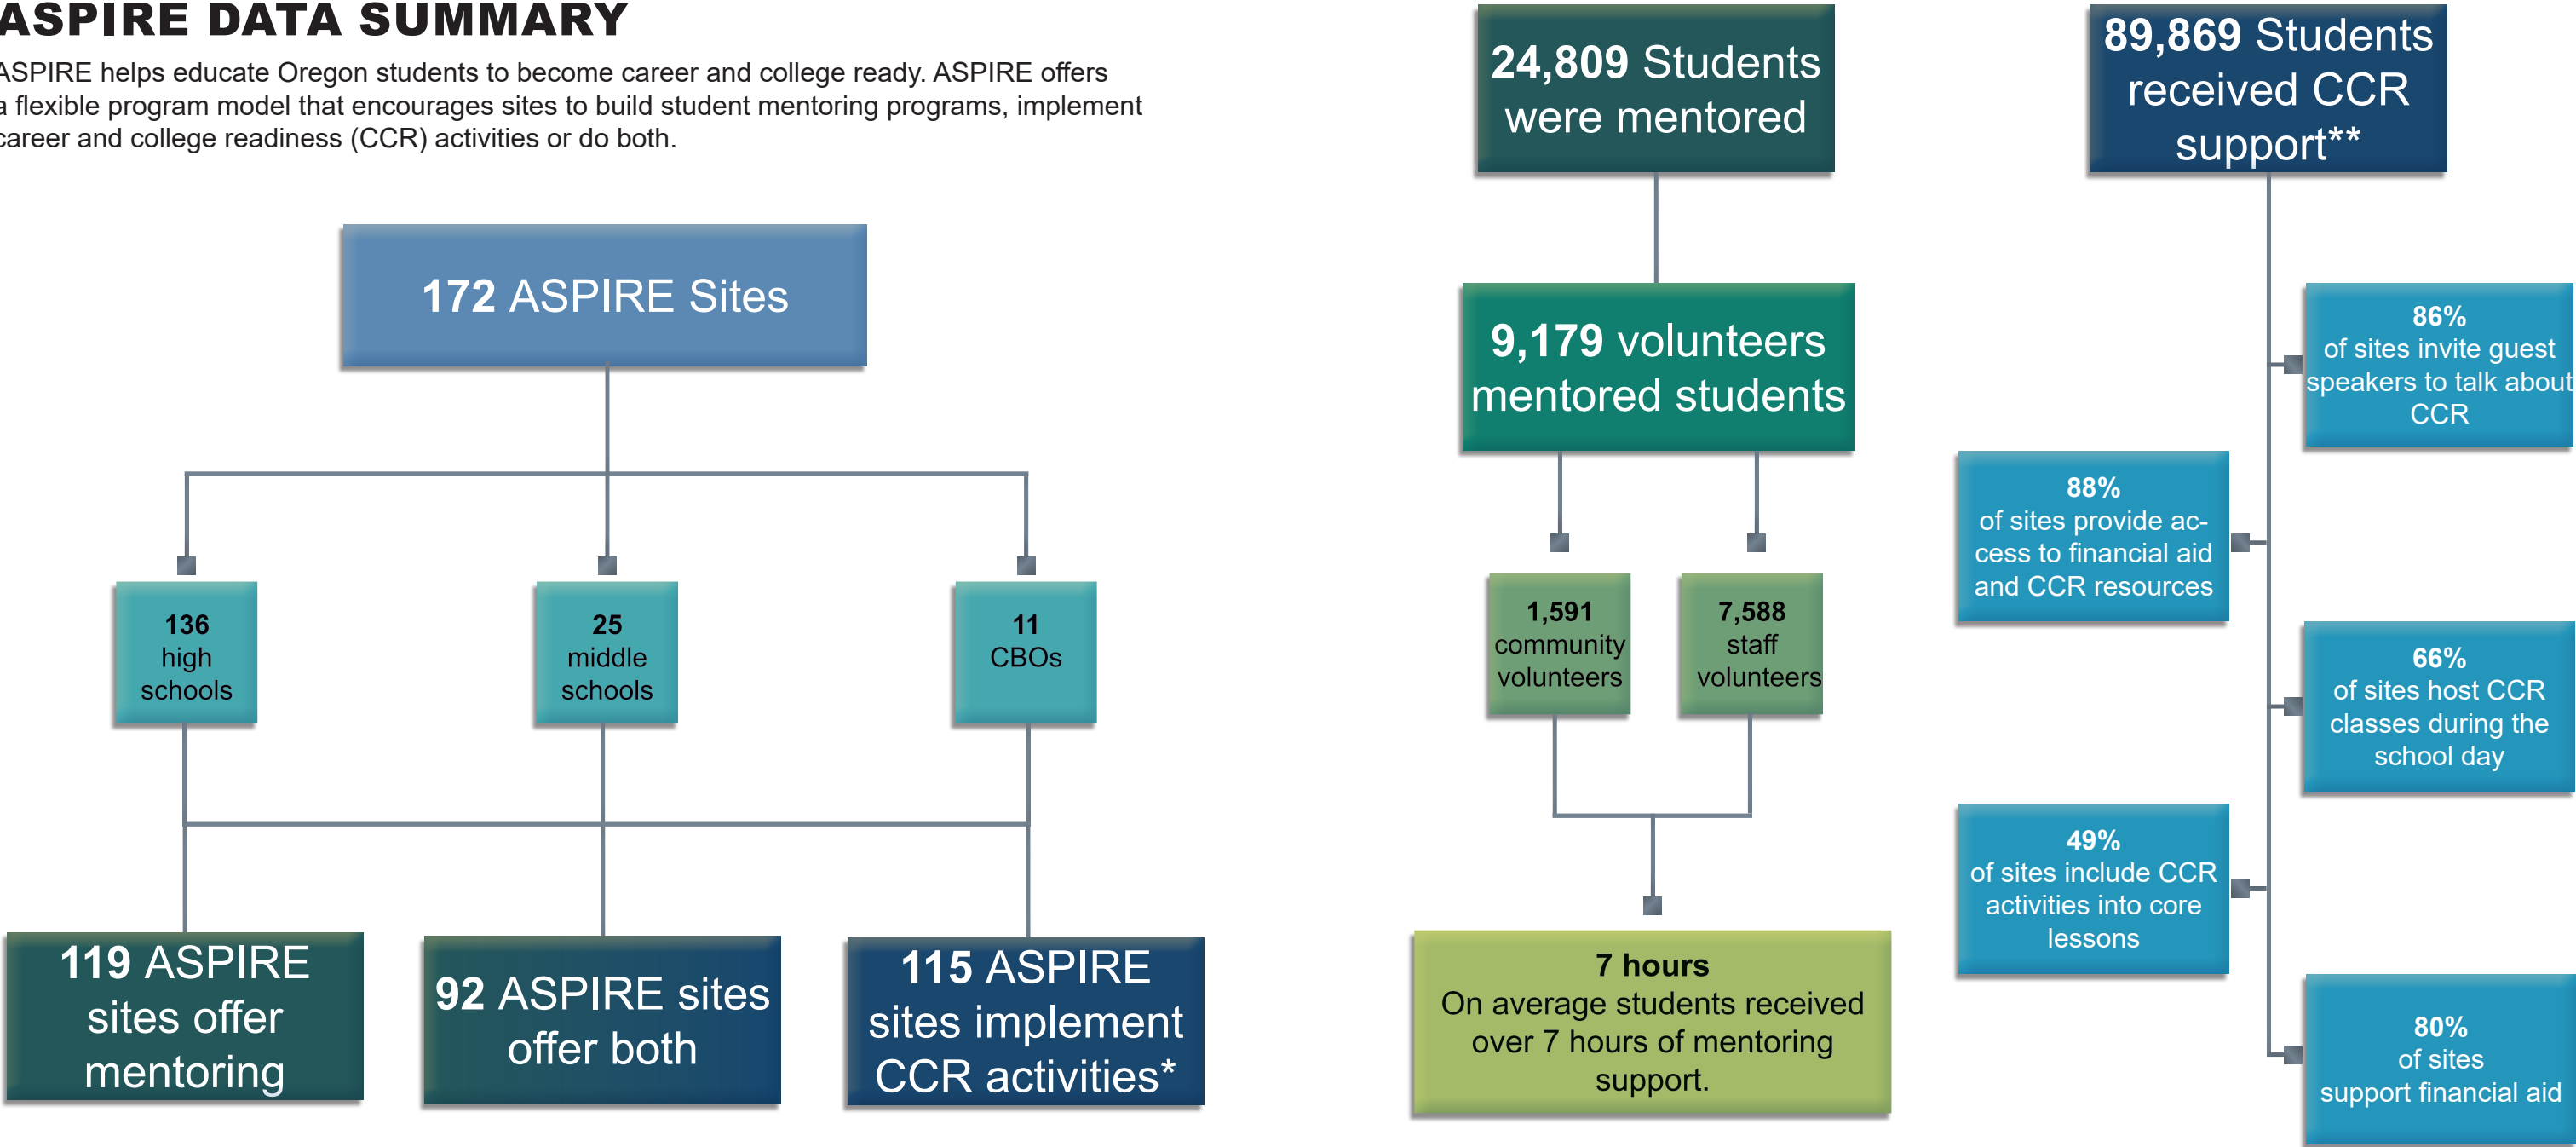 ASPIRE DATA SUMMARY
ASPIRE helps educate Oregon students to become career and college ready. ASPIRE offers
a flexible program model that encourages sites to build student mentoring programs, implement
career and college readiness (CCR) activities or do both.
172 ASPIRE Sites
136
high
schools
25
middle
schools
11
CBOs
119 ASPIRE
sites offer
mentoring
92 ASPIRE sites
offer both
115 ASPIRE
sites implement
CCR activities*
24,809 Students
were mentored
9,179 volunteers
mentored students
1,591
community
volunteers
7,588
staff
volunteers
7 hours
On average students received
over 7 hours of mentoring
support.
89,869 Students
received CCR
support**
86%
of sites invite guest
speakers to talk about
CCR
88%
of sites provide ac-
cess to financial aid
and CCR resources
66%
of sites host CCR
classes during the
school day
49%
of sites include CCR
activities into core
lessons
80%
of sites
support financial aid